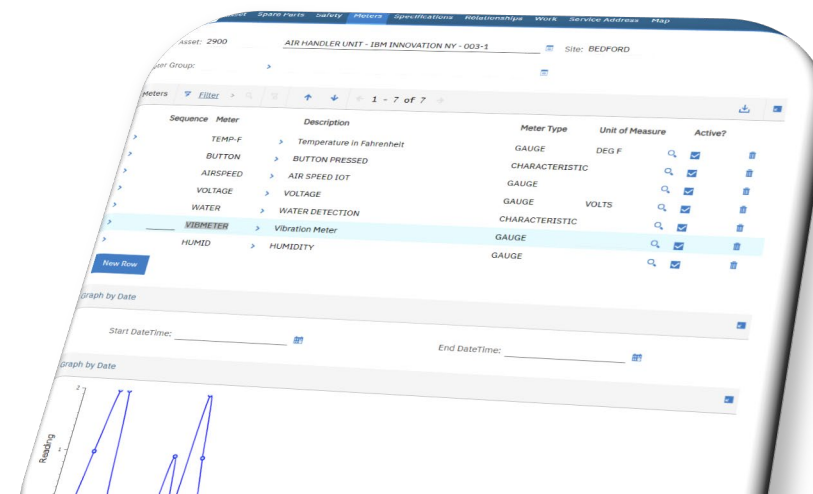 Spare Parts Safety Meters Specifications Relationships Work Service Address Map
Asset: 2900 AIR HANDLER UNIT - IBM INNOVATION NY - 003-1 Site: BEDFORD
Group:
Meters Filter 1 - 7 of 7
Sequence Meter Description Meter Type Unit of Measure Active?
TEMP-F Temperature in Fahrenheit GAUGE DEG F
BUTTON BUTTON PRESSED CHARACTERISTIC
AIRSPEED AIR SPEED IOT GAUGE
VOLTAGE VOLTAGE GAUGE VOLTS
WATER WATER DETECTION CHARACTERISTIC
VIBMETER Vibration Meter GAUGE
HUMID HUMIDITY GAUGE
New Row
graph by Date
Start DateTime: End DateTime:
graph by Date
2
Reading
1